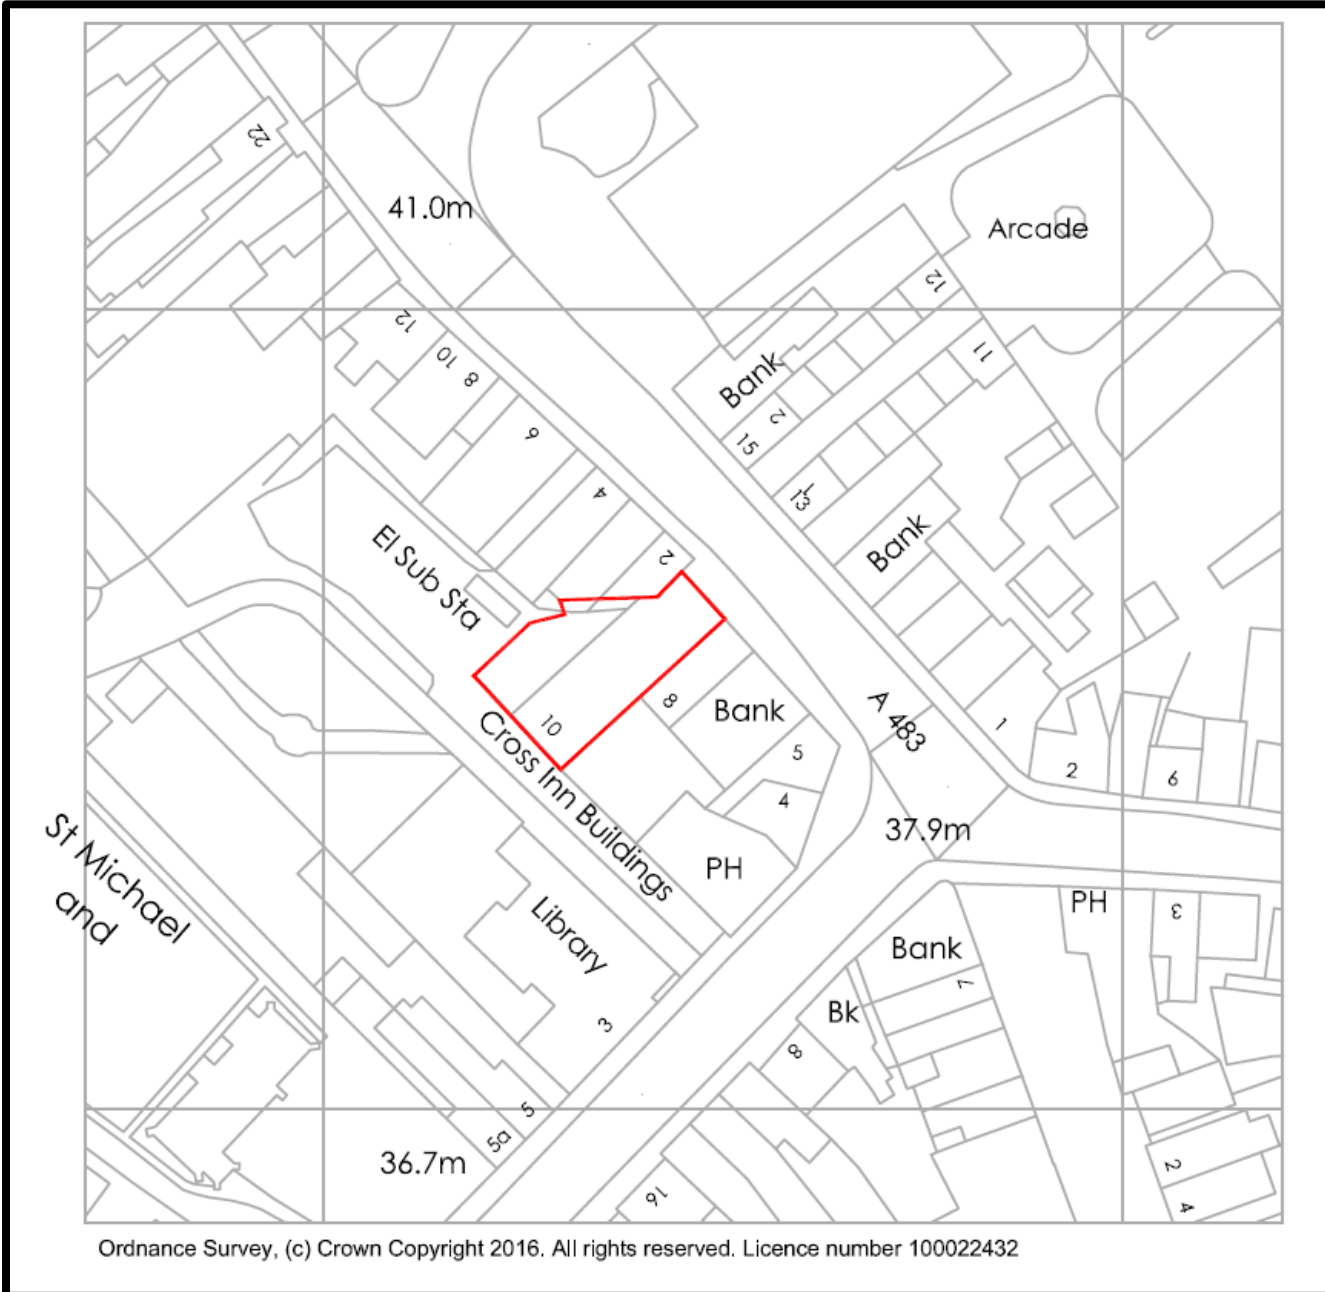 22
41.0m
Arcade
12
12
11
10
8
Bank
2
15
6
4
13
1
El Sub Sta
Bank
2
8
Bank
A 483
1
10
Cross Inn Buildings
5
4
2
6
37.9m
PH
St Michael
and
Library
PH
3
Bank
7
Bk
3
8
5
5a
36.7m
16
2
4
Ordnance Survey, (c) Crown Copyright 2016. All rights reserved. Licence number 100022432